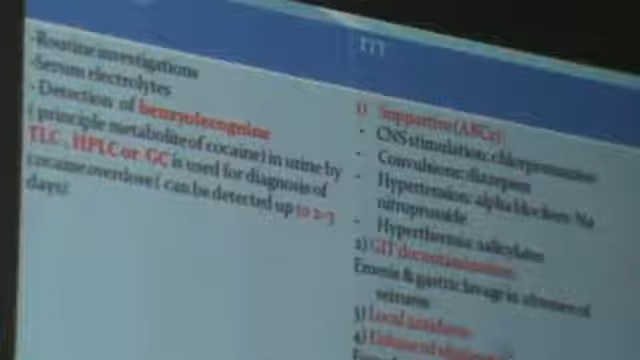 TTT
-Routine investigations
-Serum electrolytes
- Detection of benzyolecognine
( principle metabolite of cocaine) in urine by
TLC , HPLC or GC is used for diagnosis of
cocaine overdose ( can be detected up to 2-3
days)
1) Supportive (ABCs)
- CNS stimulation: chlorpromazine
- Convulsions: diazepam
- Hypertension: alpha blockers: Na
nitroprusside
- Hyperthermia: salicylates
2) GIT decontamination
Emesis & gastric lavage in absence of
seizures
3) Local
4) Enhanced